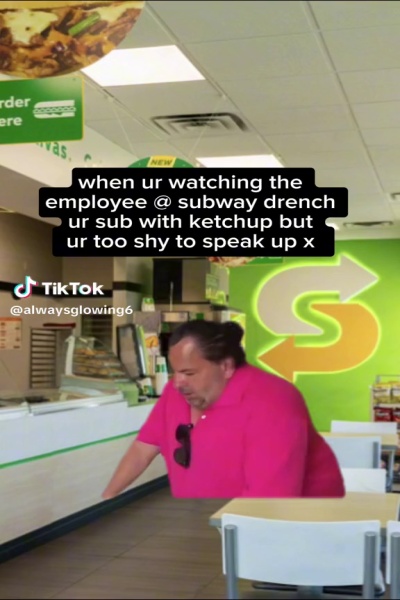 rder
ere
NEW
when ur watching the
employee @ subway drench
ur sub with ketchup but
ur too shy to speak up x
TikTok
@alwaysglowing6
S